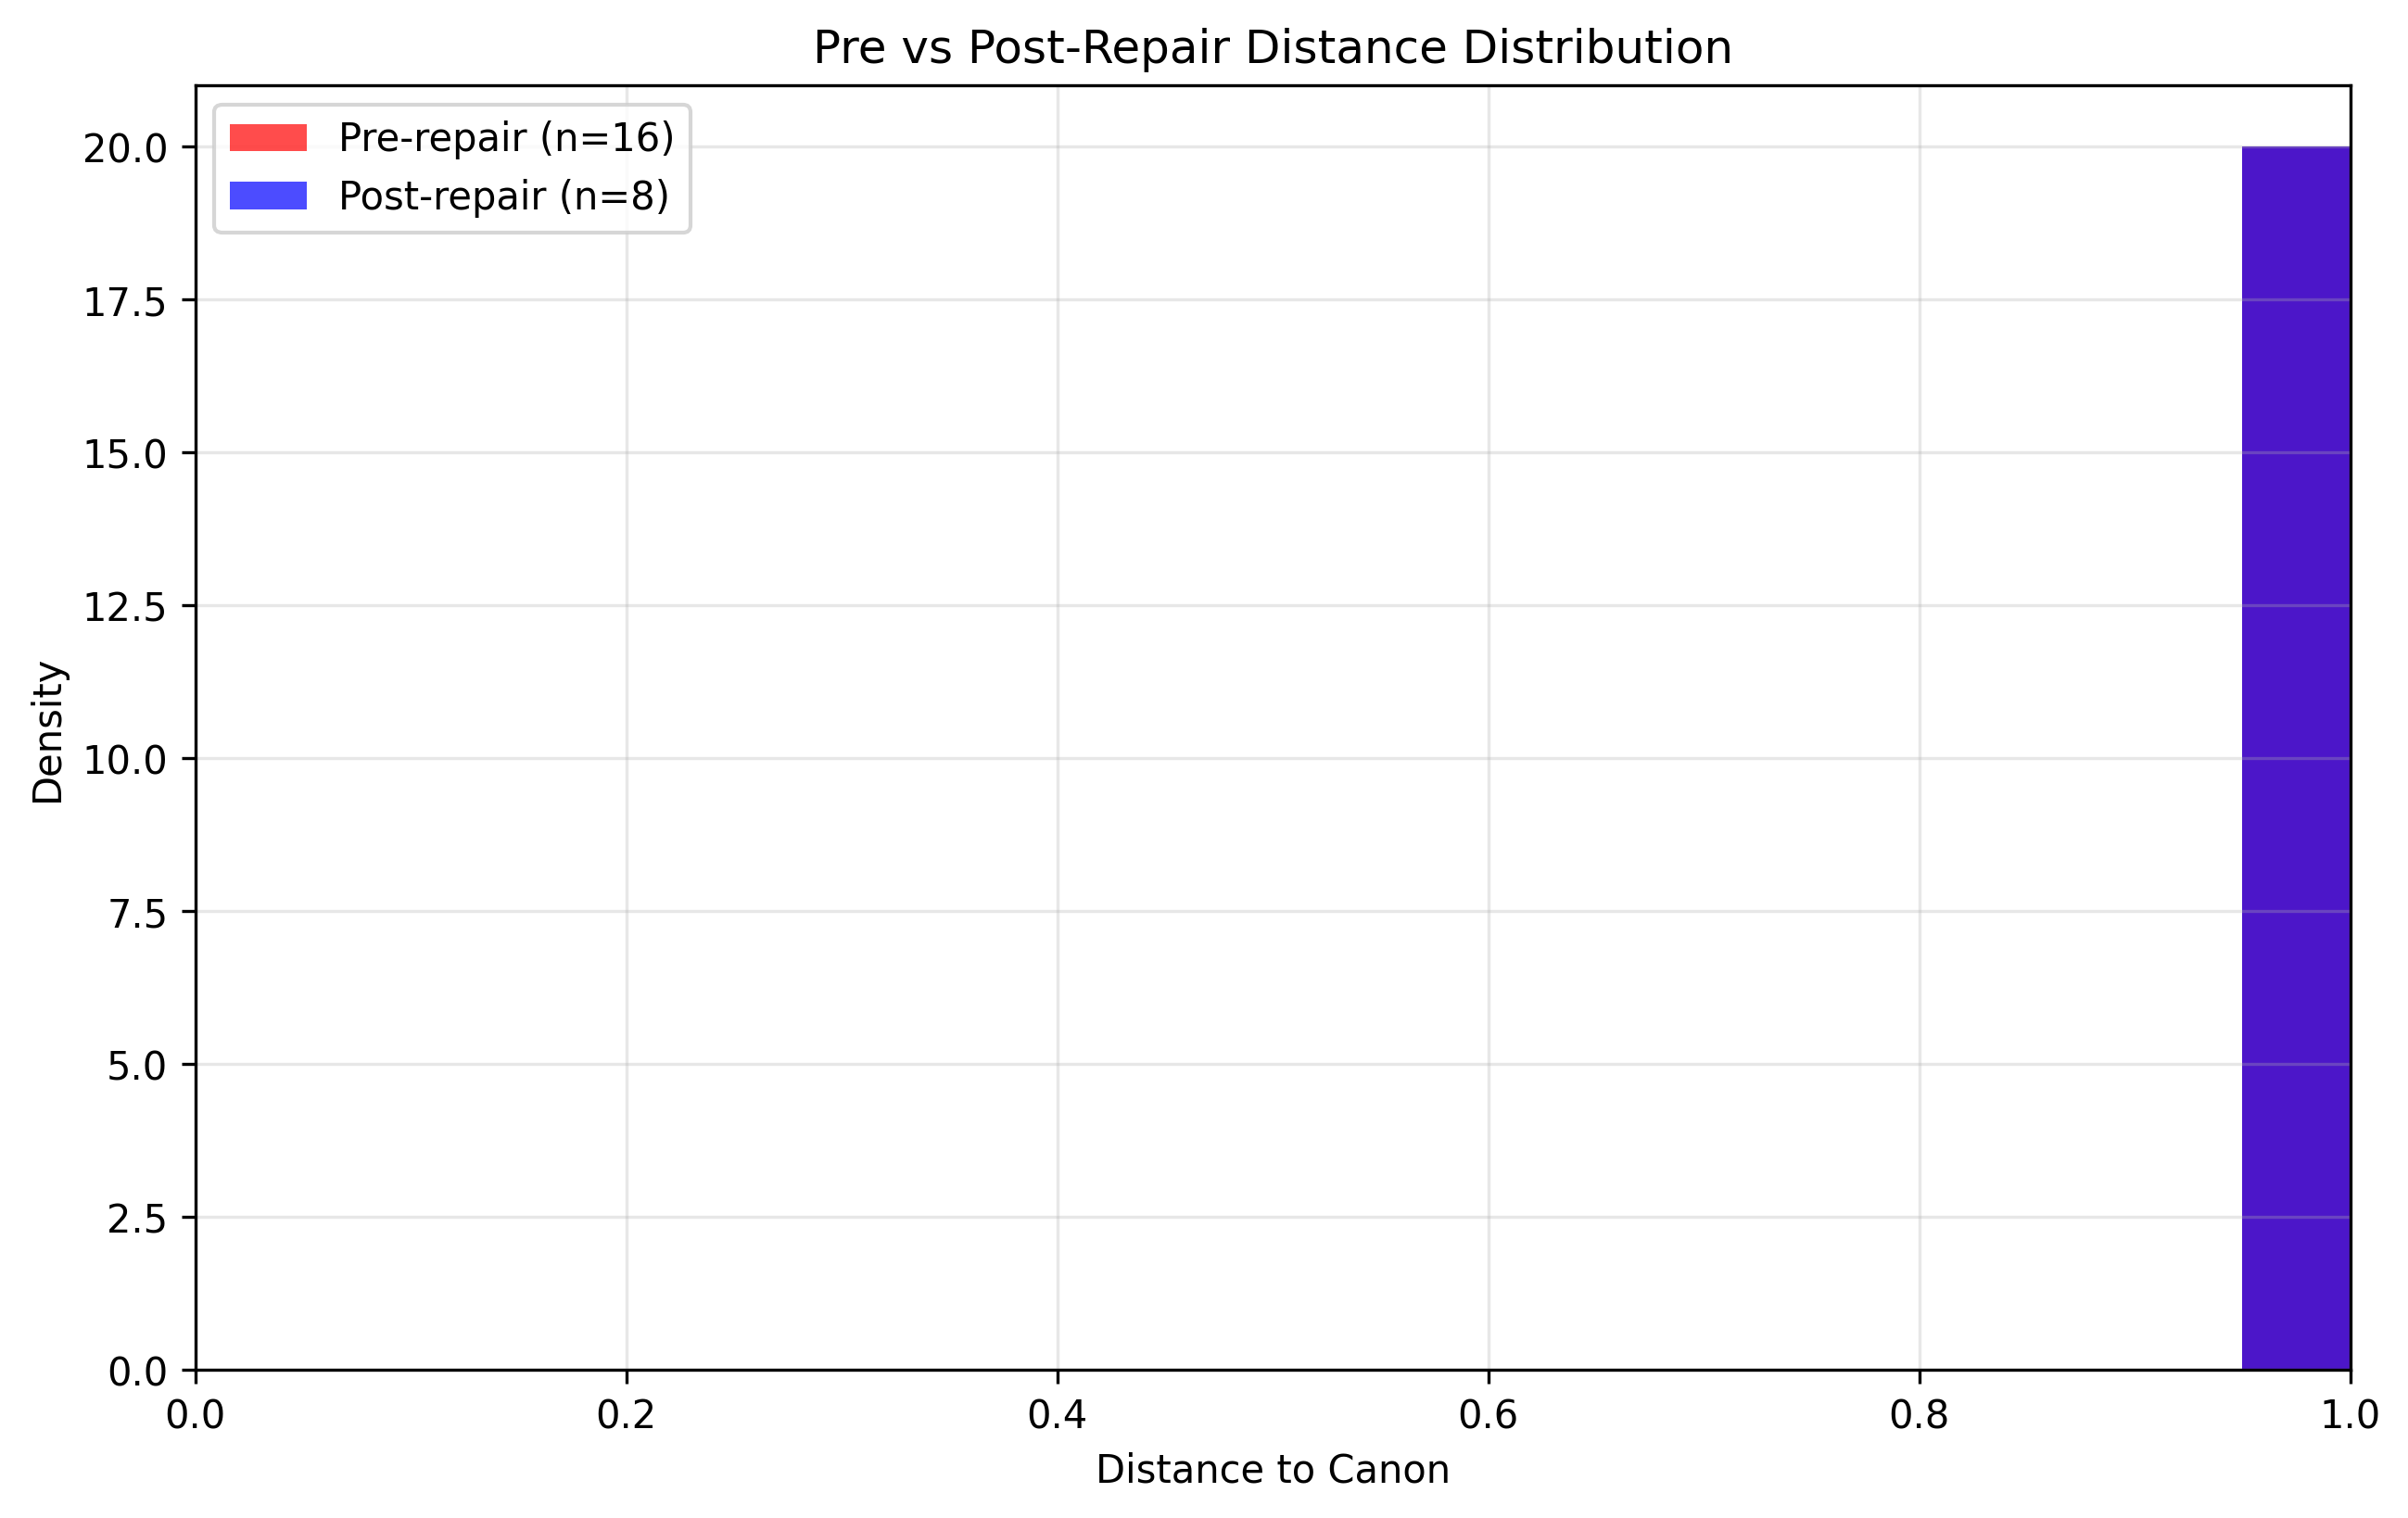 Pre vs Post-Repair Distance Distribution
Pre-repair (n=16)
Post-repair (n=8)
20.0
17.5
15.0
12.5
10.0
7.5
5.0
2.5
0.0
Density
0.0 0.2 0.4 0.6 0.8 1.0
Distance to Canon